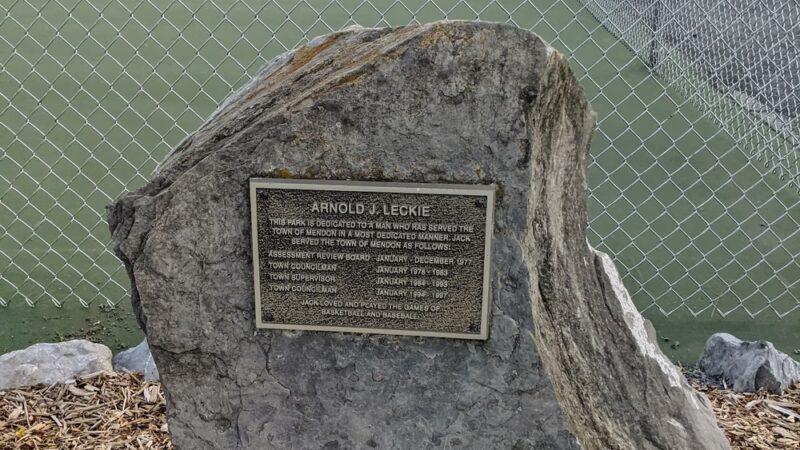 ARNOLD J. LECKIE
THIS PARK IS DEDICATED TO A MAN WHO HAS SERVED THE
TOWN OF MENDON IN A MOST DEDICATED MANNER. JACK
SERVED THE TOWN OF MENDON AS FOLLOWS:
ASSESSMENT REVIEW BOARD JANUARY - DECEMBER 1977
TOWN COUNCILMAN JANUARY 1978 - 1983
TOWN SUPERVISOR JANUARY 1984 - 1993
TOWN COUNCILMAN JANUARY 1994 - 1997
JACK LOVED AND PLAYED THE GAMES OF
BASKETBALL AND BASEBALL.